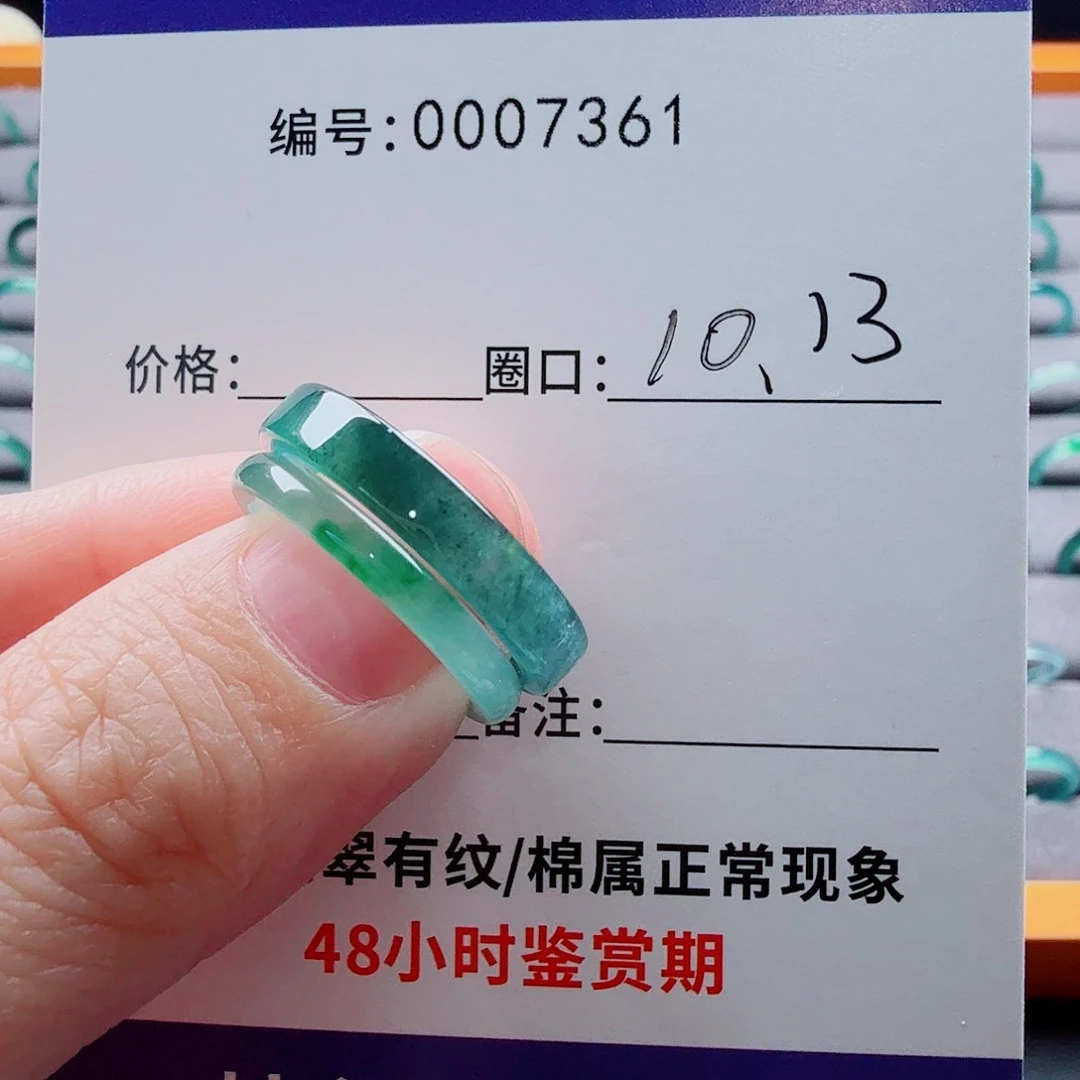 编号:0007361
价格: 圈口: 10、13
备注:
翠有纹/棉属正常现象
48小时鉴赏期